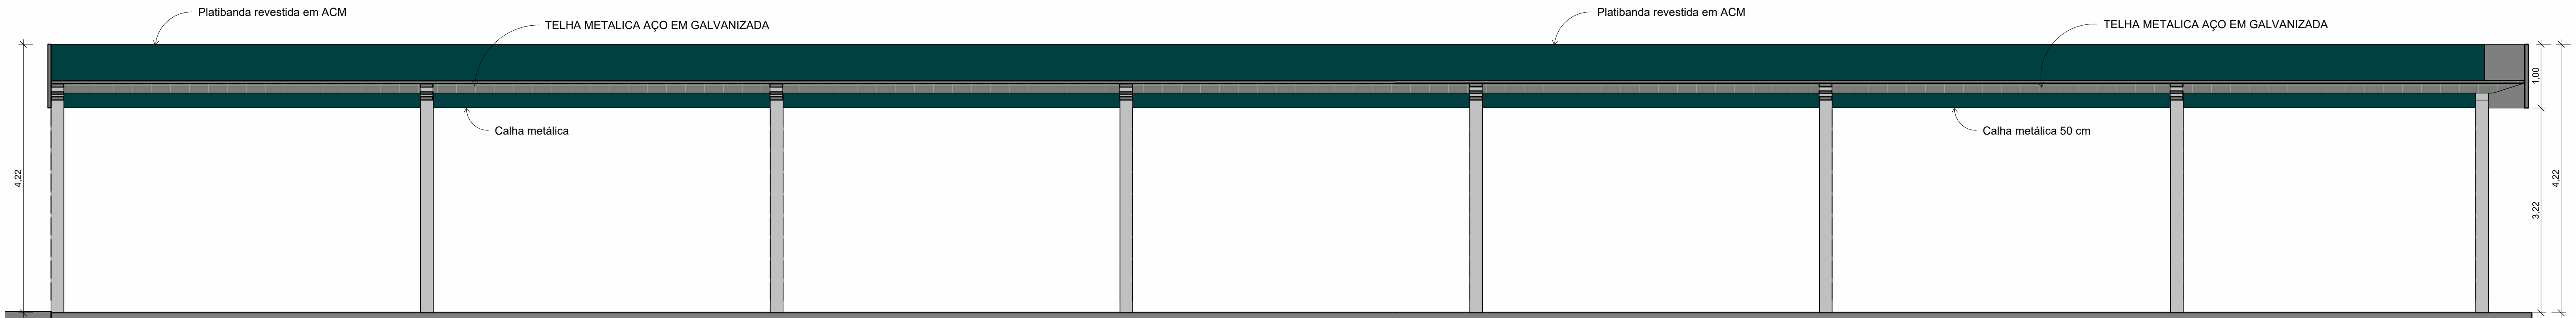 Platibanda revestida em ACM
TELHA METALICA AÇO EM GALVANIZADA
Platibanda revestida em ACM
TELHA METALICA AÇO EM GALVANIZADA
Calha metálica
Calha metálica 50 cm
4,22
1,00
3,22
4,22